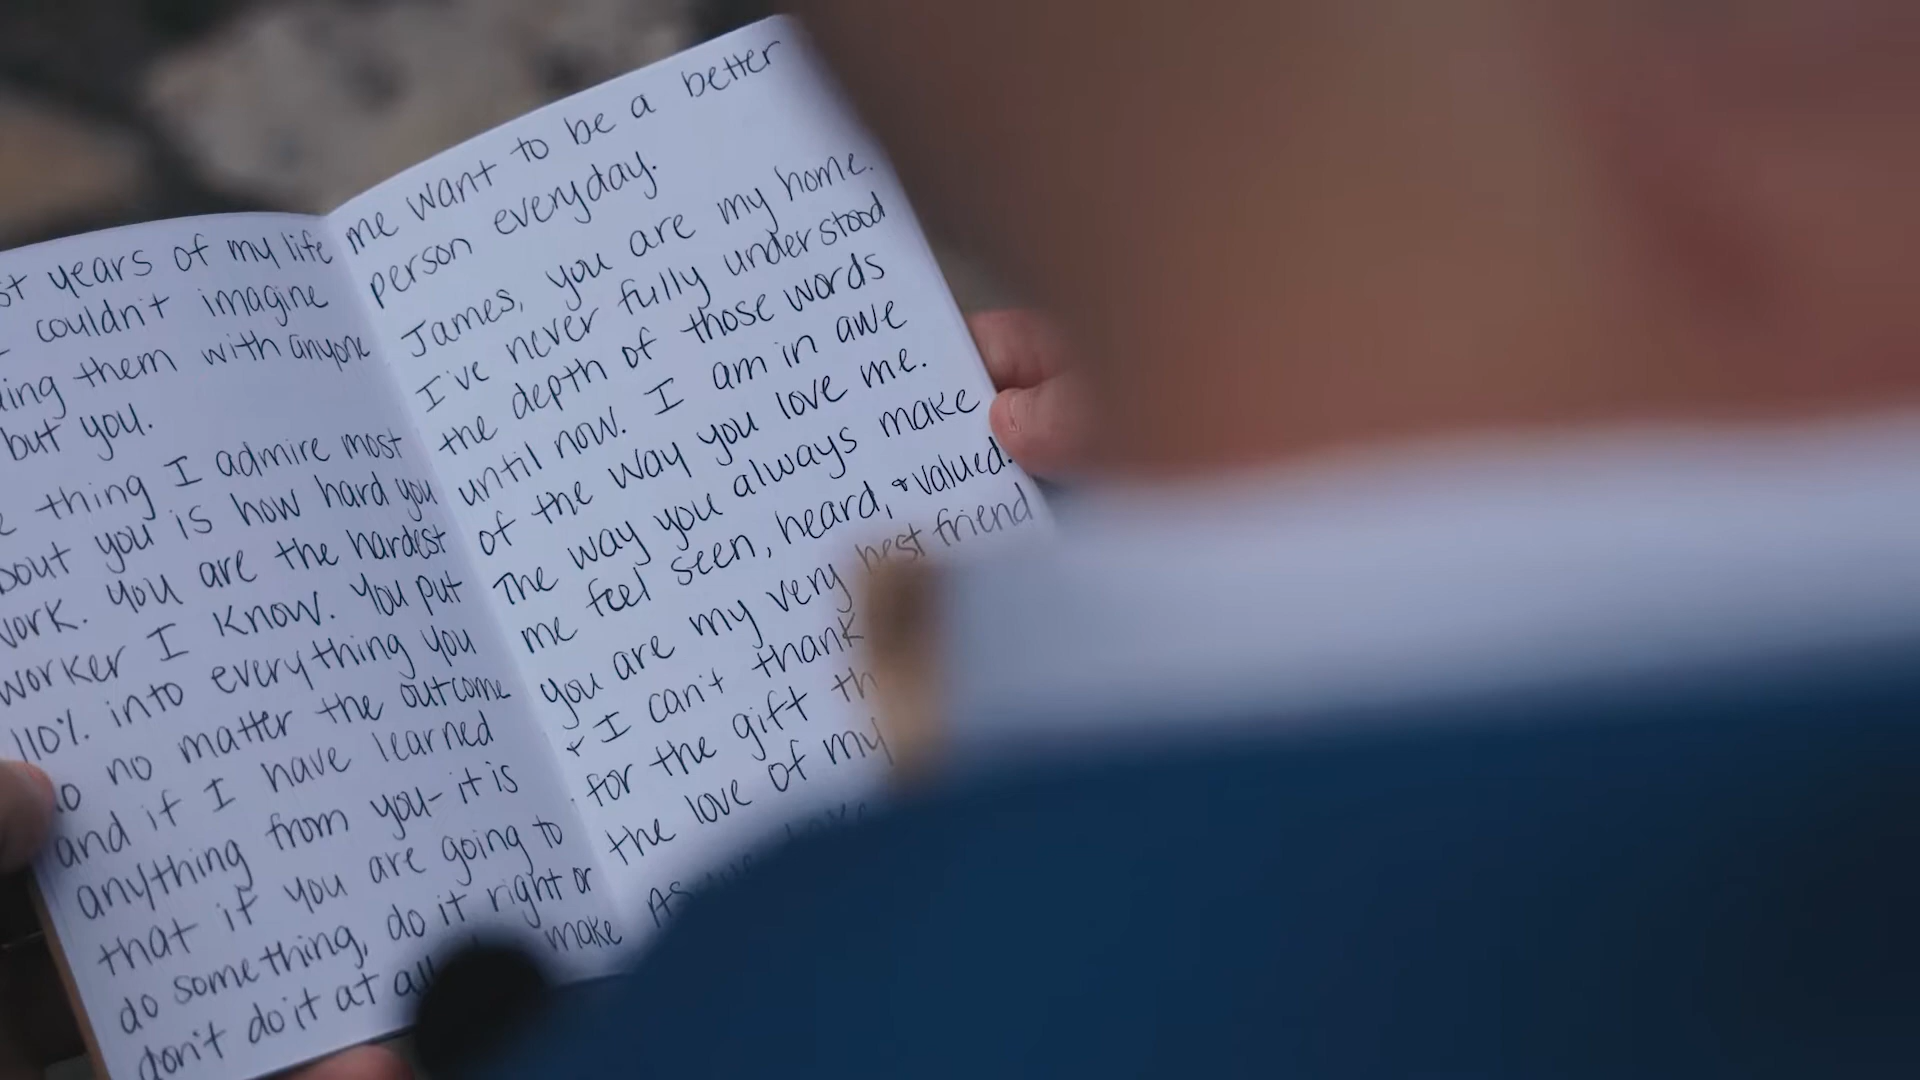 years of my life
couldn't imagine
them with anyone
but you.
thing I admire most
about you is how hard you
work. You are the hardest
worker I know. You put
110% into everything you
do no matter the outcome
and if I have learned
anything from you- it is
that if you are going to
do something, do it right or
don't do it at all make
me want to be a better
person everyday.
James, you are my home.
I've never fully understood
the depth of those words
until now. I am in awe
of the way you love me.
The way you always make
me feel seen, heard, & valued.
you are my very best friend
& I can't thank
for the gift
the love of my
As